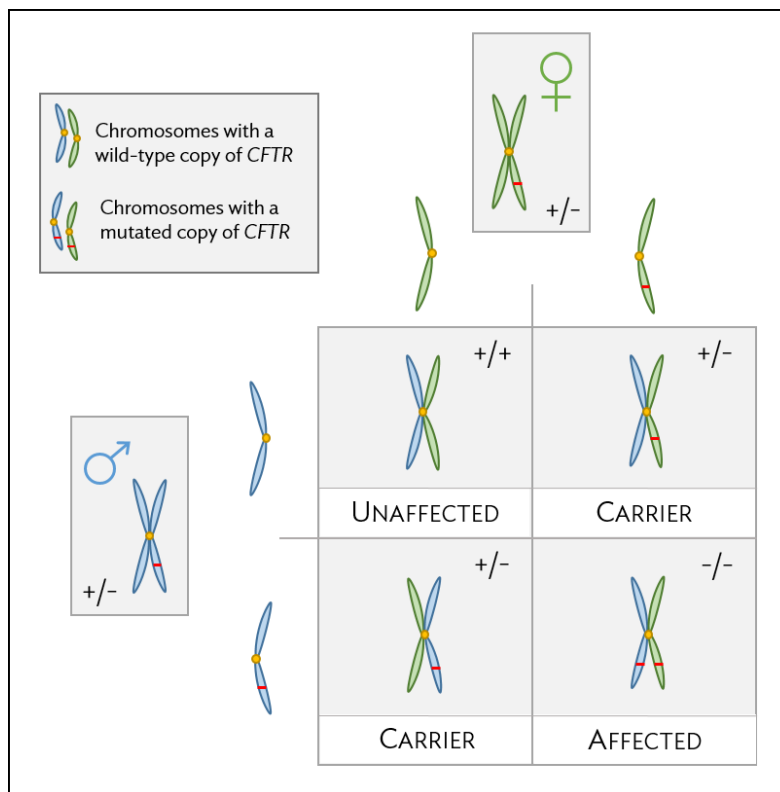 Chromosomes with a
wild-type copy of CFTR
Chromosomes with a
mutated copy of CFTR
+/-
+/+
+/-
UNAFFECTED
CARRIER
+/-
+/-
-/-
CARRIER
AFFECTED